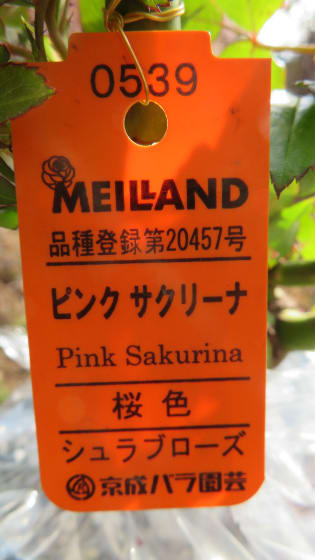 0539
MEILLAND
品種登録第20457号
ピンク サクリーナ
Pink Sakurina
桜色
シュラブローズ
京成バラ園芸